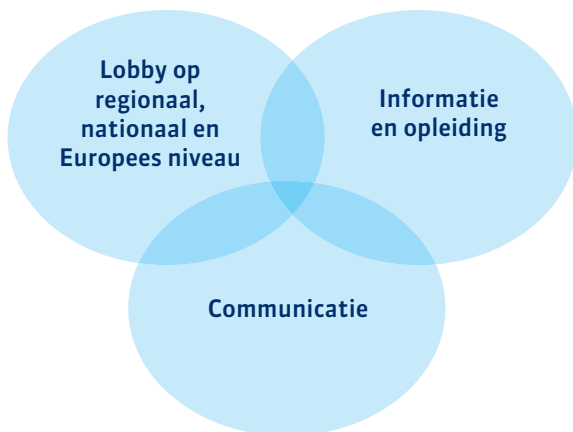 Lobby op
regionaal,
nationaal en
Europees niveau
Informatie
en opleiding
Communicatie